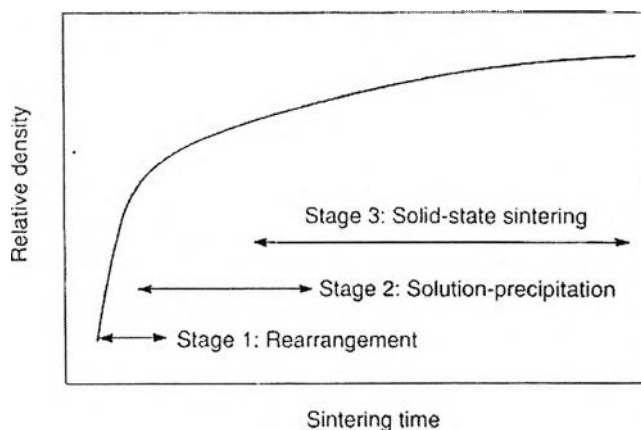 Relative density
Stage 3: Solid-state sintering
Stage 2: Solution-precipitation
Stage 1: Rearrangement
Sintering time